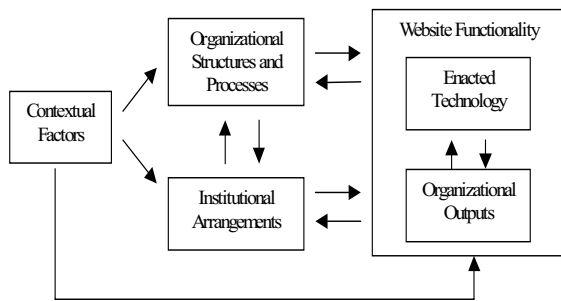 Contextual
Factors
Organizational
Structures and
Processes
Institutional
Arrangements
Website Functionality
Enacted
Technology
Organizational
Outputs